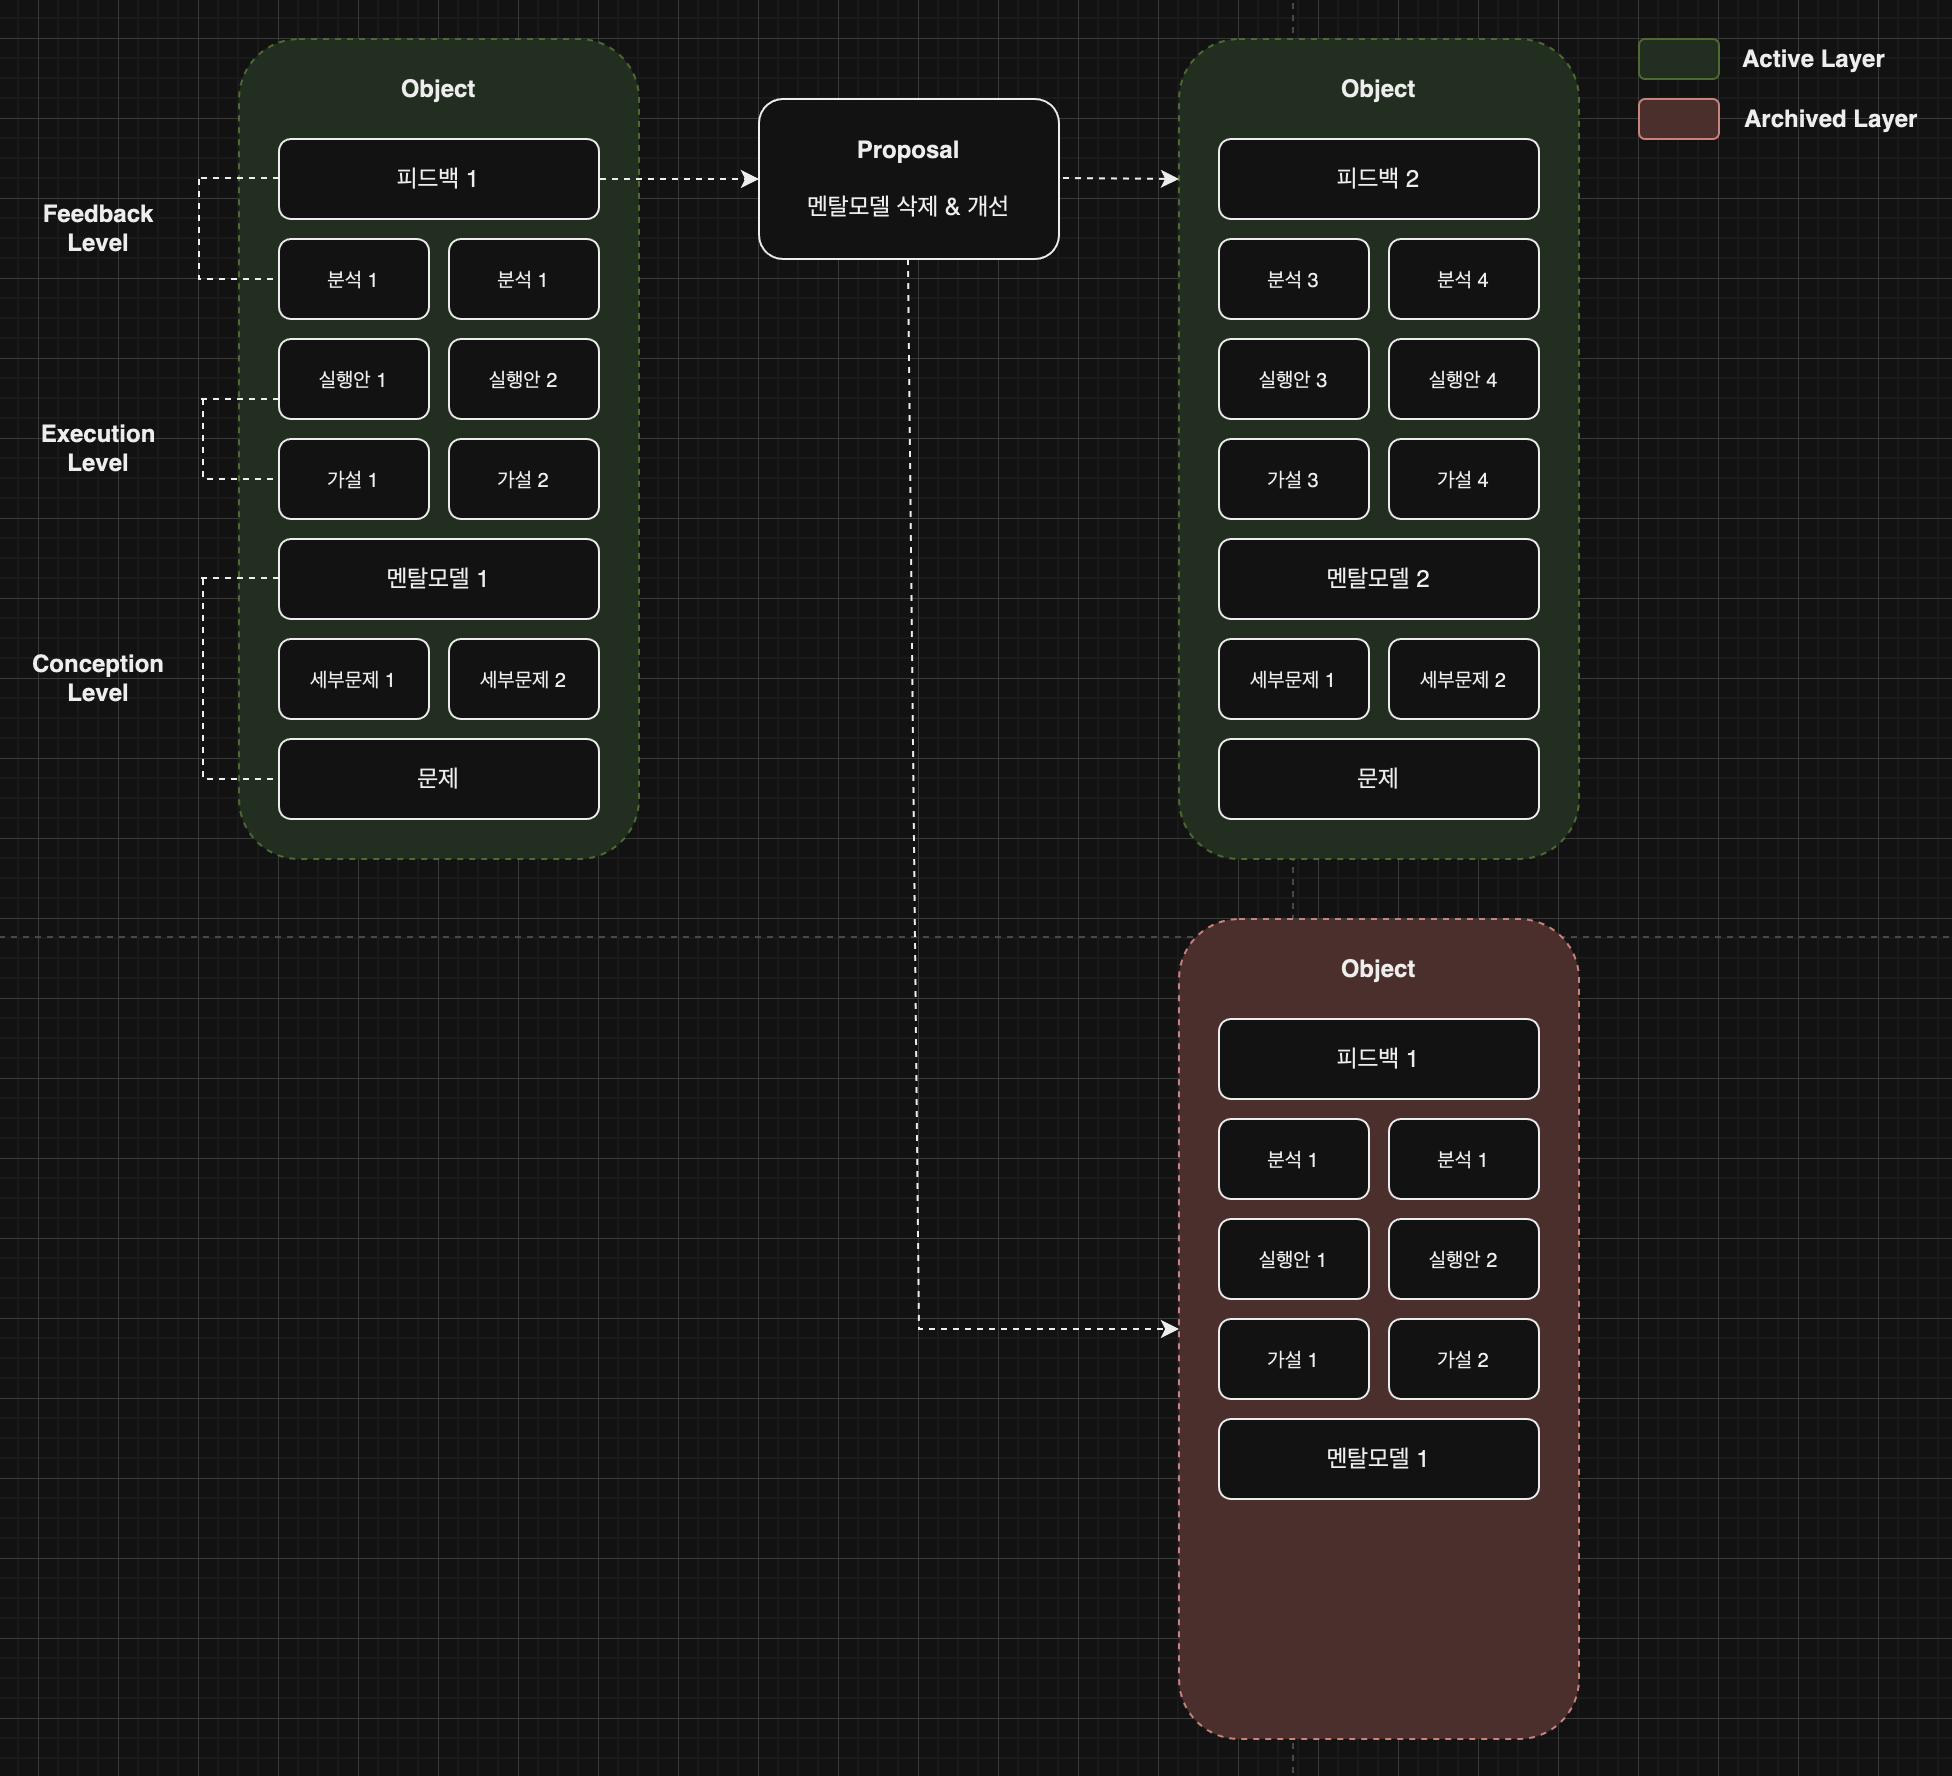 Object
피드백 1
분석 1
분석 1
실행안 1
실행안 2
가설 1
가설 2
멘탈모델 1
세부문제 1
세부문제 2
문제
Feedback
Level
Execution
Level
Conception
Level
Proposal
멘탈모델 삭제 & 개선
Object
피드백 2
분석 3
분석 4
실행안 3
실행안 4
가설 3
가설 4
멘탈모델 2
세부문제 1
세부문제 2
문제
Active Layer
Archived Layer
Object
피드백 1
분석 1
분석 1
실행안 1
실행안 2
가설 1
가설 2
멘탈모델 1